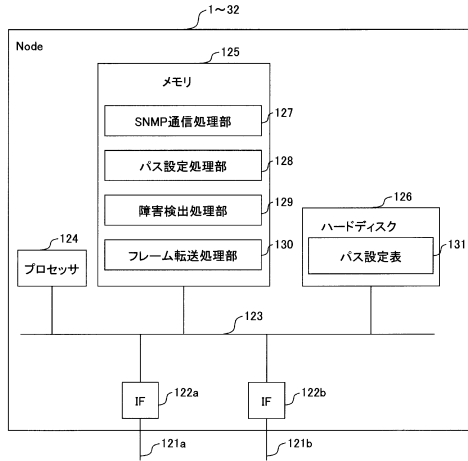 1～32
Node
125
メモリ
SNMP通信処理部
127
パス設定処理部
128
障害検出処理部
129
フレーム転送処理部
130
126
ハードディスク
パス設定表
131
124
プロセッサ
123
IF
122a
IF
122b
121a
121b